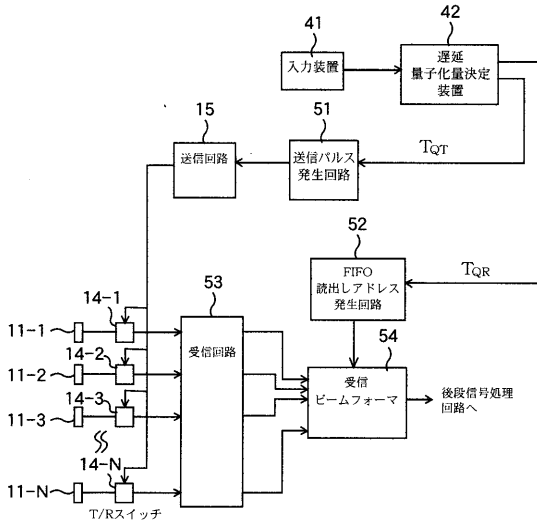 41
入力装置
42
遅延
量子化量決定
装置
15
送信回路
51
送信パルス
発生回路
TQT
52
FIFO
読出しアドレス
発生回路
TQR
53
受信回路
54
受信
ビームフォーマ
後段信号処理
回路へ
14-1
11-1
14-2
11-2
14-3
11-3
14-N
11-N
T/Rスイッチ